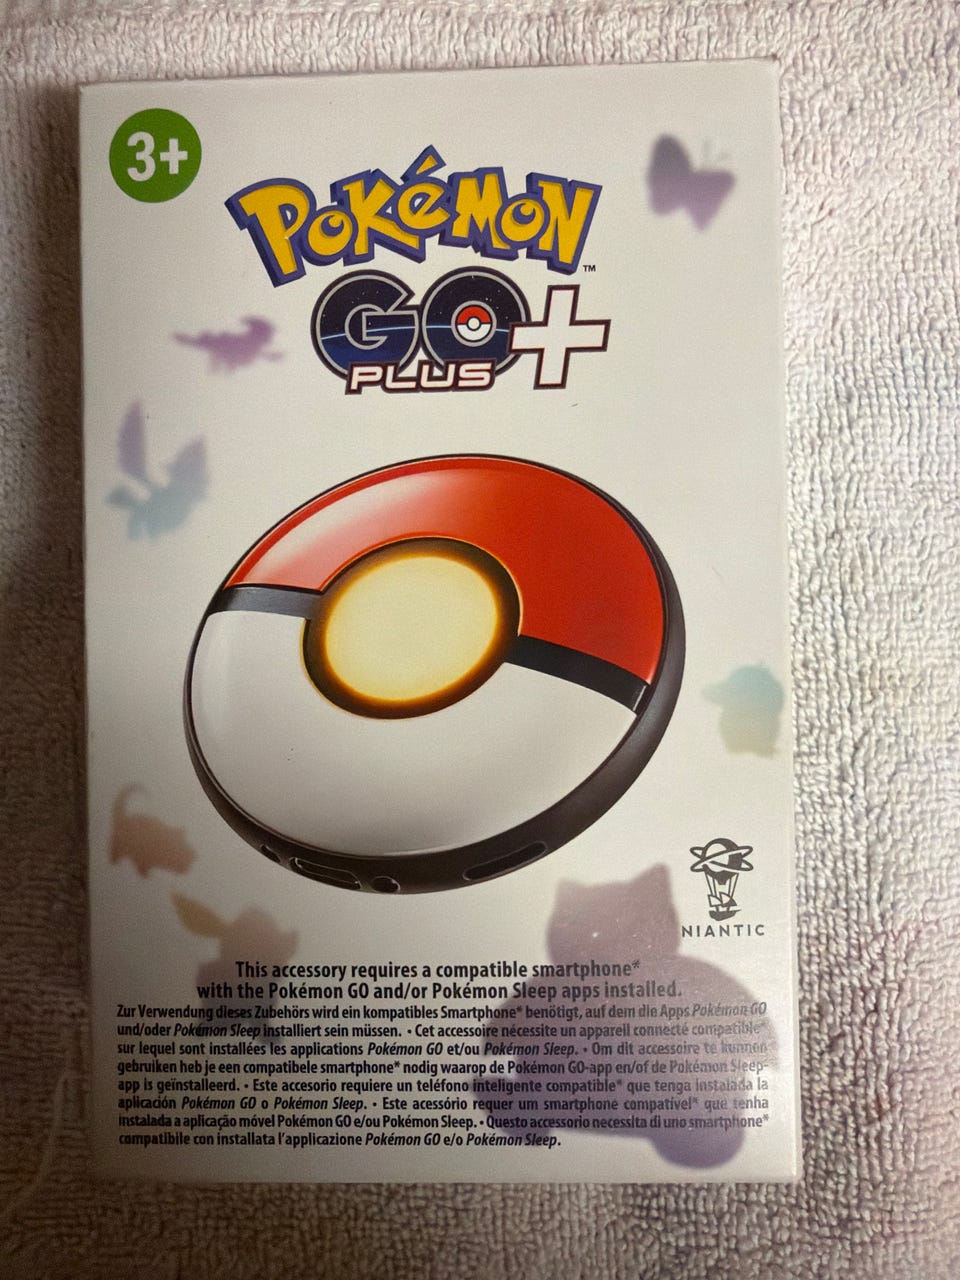 3+
POKÉMON
™
GO
PLUS +
NIANTIC
This accessory requires a compatible smartphone*
with the Pokémon GO and/or Pokémon Sleep apps installed.
Zur Verwendung dieses Zubehörs wird ein kompatibles Smartphone* benötigt, auf dem die Apps Pokémon GO
und/oder Pokémon Sleep installiert sein müssen. • Cet accessoire nécessite un appareil connecté compatible*
sur lequel sont installées les applications Pokémon GO et/ou Pokémon Sleep. • Om dit accessoire te kunnen
gebruiken heb je een compatibele smartphone* nodig waarop de Pokémon GO-app en/of de Pokémon Sleep-
app is geïnstalleerd. • Este accesorio requiere un teléfono inteligente compatible* que tenga instalada la
aplicación Pokémon GO o Pokémon Sleep. • Este acessório requer um smartphone compatível* que tenha
instalada a aplicação móvel Pokémon GO e/ou Pokémon Sleep. • Questo accessorio necessita di uno smartphone*
compatibile con installata l'applicazione Pokémon GO e/o Pokémon Sleep.